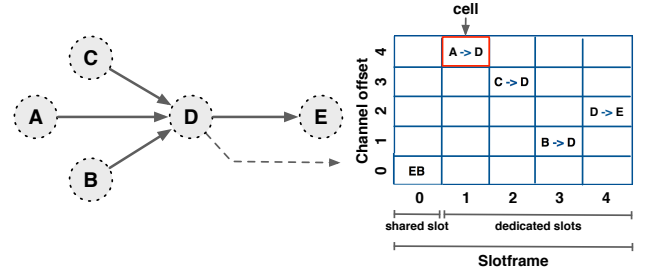 C
A
D
E
B
cell
Channel offset
4
A -> D
3
C -> D
2
D -> E
1
B -> D
0
EB
0 1 2 3 4
shared slot dedicated slots
Slotframe